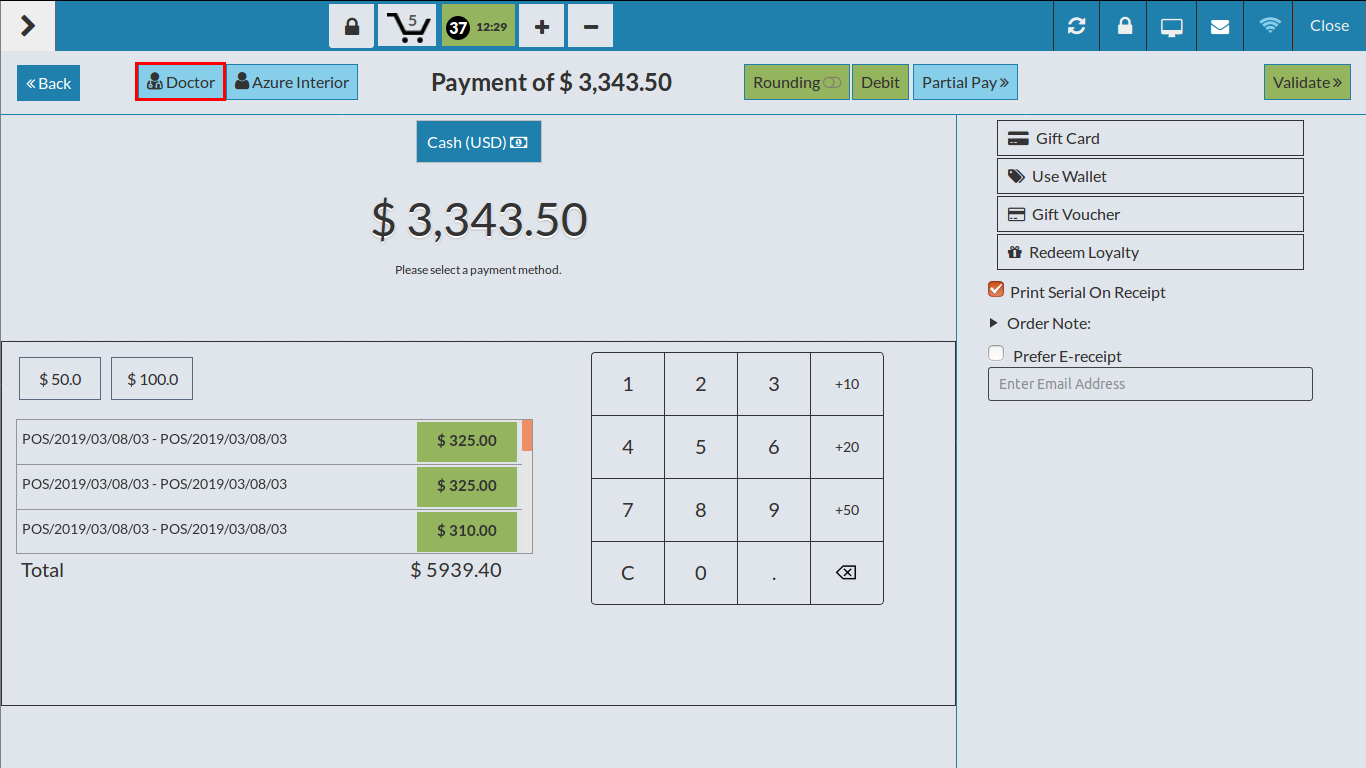 5
37 12:29
Close
Back
Doctor
Azure Interior
Payment of $ 3,343.50
Rounding
Debit
Partial Pay
Validate
Cash (USD)
$ 3,343.50
Please select a payment method.
Gift Card
Use Wallet
Gift Voucher
Redeem Loyalty
Print Serial On Receipt
Order Note:
Prefer E-receipt
Enter Email Address
$ 50.0
$ 100.0
POS/2019/03/08/03 - POS/2019/03/08/03 $ 325.00
POS/2019/03/08/03 - POS/2019/03/08/03 $ 325.00
POS/2019/03/08/03 - POS/2019/03/08/03 $ 310.00
Total $ 5939.40
1 2 3 +10
4 5 6 +20
7 8 9 +50
C 0 .